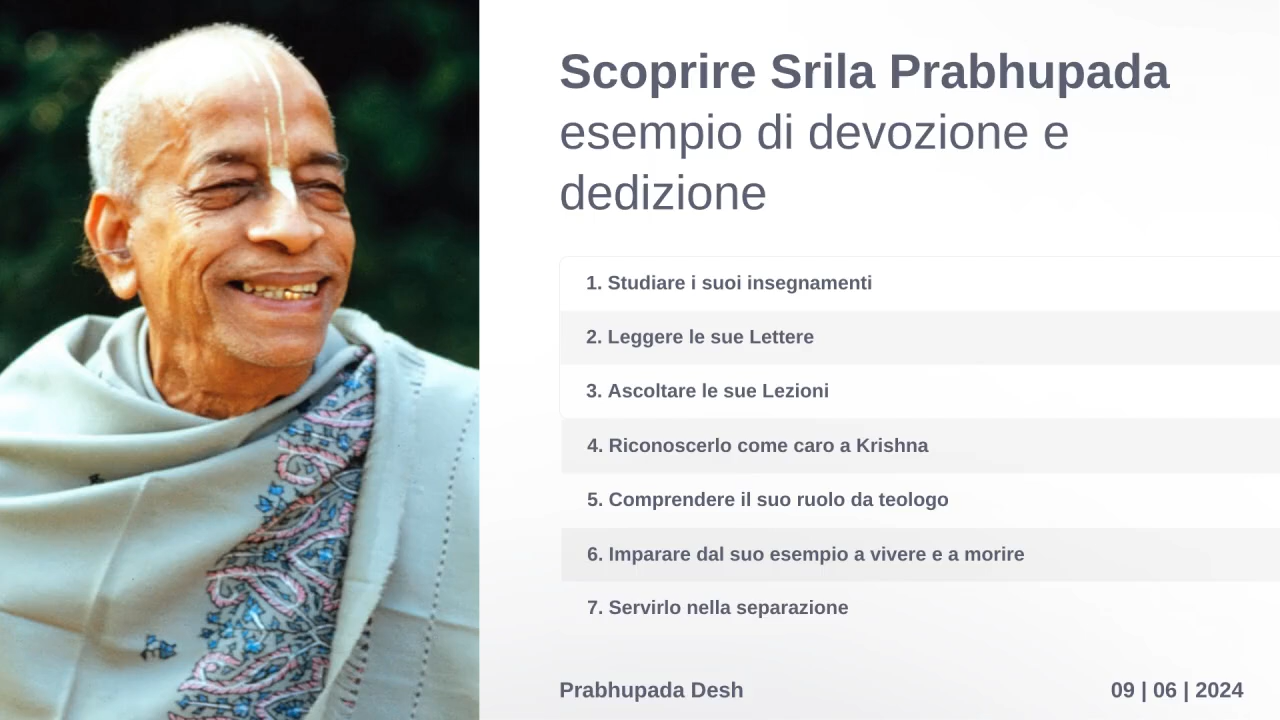 Scoprire Srila Prabhupada
esempio di devozione e
dedizione
1. Studiare i suoi insegnamenti
2. Leggere le sue Lettere
3. Ascoltare le sue Lezioni
4. Riconoscerlo come caro a Krishna
5. Comprendere il suo ruolo da teologo
6. Imparare dal suo esempio a vivere e a morire
7. Servirlo nella separazione
Prabhupada Desh
09 | 06 | 2024